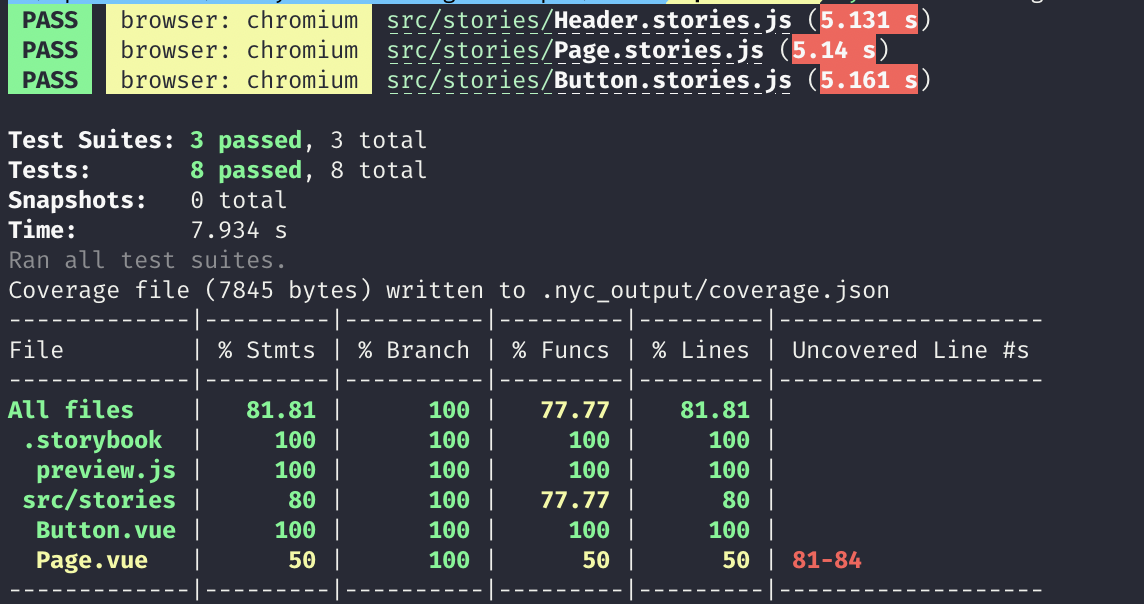 PASS browser: chromium src/stories/Header.stories.js (5.131 s)
PASS browser: chromium src/stories/Page.stories.js (5.14 s)
PASS browser: chromium src/stories/Button.stories.js (5.161 s)
Test Suites: 3 passed, 3 total
Tests: 8 passed, 8 total
Snapshots: 0 total
Time: 7.934 s
Ran all test suites.
Coverage file (7845 bytes) written to .nyc_output/coverage.json
-------------|---------|----------|---------|---------|-------------------
File | % Stmts | % Branch | % Funcs | % Lines | Uncovered Line #s
-------------|---------|----------|---------|---------|-------------------
All files | 81.81 | 100 | 77.77 | 81.81 |
.storybook | 100 | 100 | 100 | 100 |
preview.js | 100 | 100 | 100 | 100 |
src/stories | 80 | 100 | 77.77 | 80 |
Button.vue | 100 | 100 | 100 | 100 |
Page.vue | 50 | 100 | 50 | 50 | 81-84
-------------|---------|----------|---------|---------|-------------------